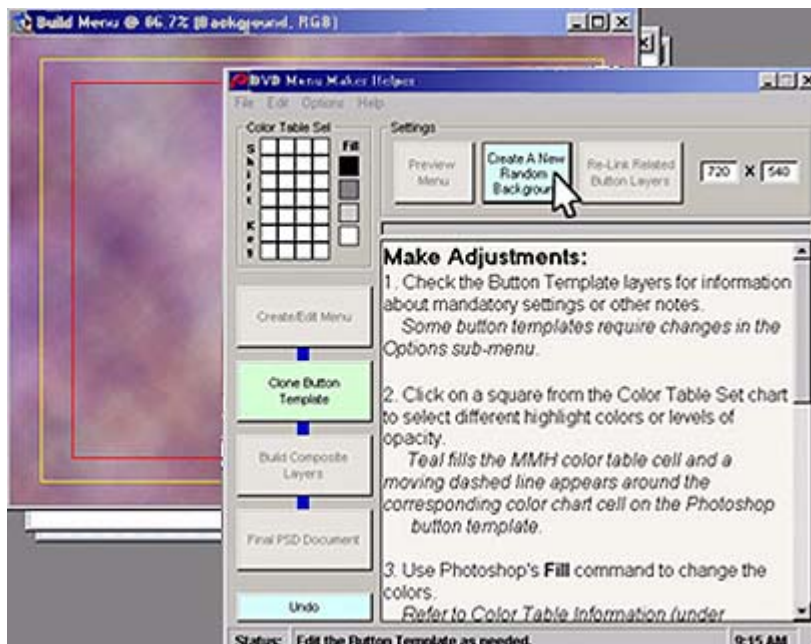 Build Menu @ 66.7% (Background, RGB)
DVD Menu Maker Helper
File Edit Options Help
Color Table Sel
Shift Key
Fill
Settings
Preview
Menu
Create A New
Random
Background
Re-Link Related
Button Layers
720 X 540
Make Adjustments:
1. Check the Button Template layers for information
about mandatory settings or other notes.
Some button templates require changes in the
Options sub-menu.
2. Click on a square from the Color Table Set chart
to select different highlight colors or levels of
opacity.
Teal fills the MMH color table cell and a
moving dashed line appears around the
corresponding color chart cell on the Photoshop
button template.
3. Use Photoshop's Fill command to change the
colors.
Refer to Color Table Information (under
Create/Edit Menu
Clone Button
Template
Build Composite
Layers
Final PSD Document
Undo
Status: Edit the Button Template as needed. 9:15 AM